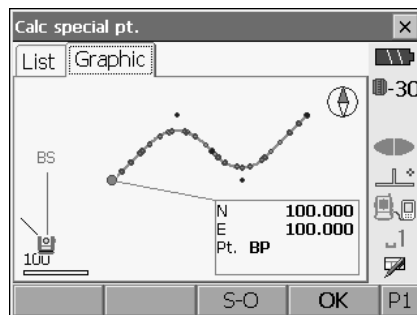 Calc special pt.
List Graphic
-30
BS
N 100.000
E 100.000
Pt. BP
100
1
S-O OK P1